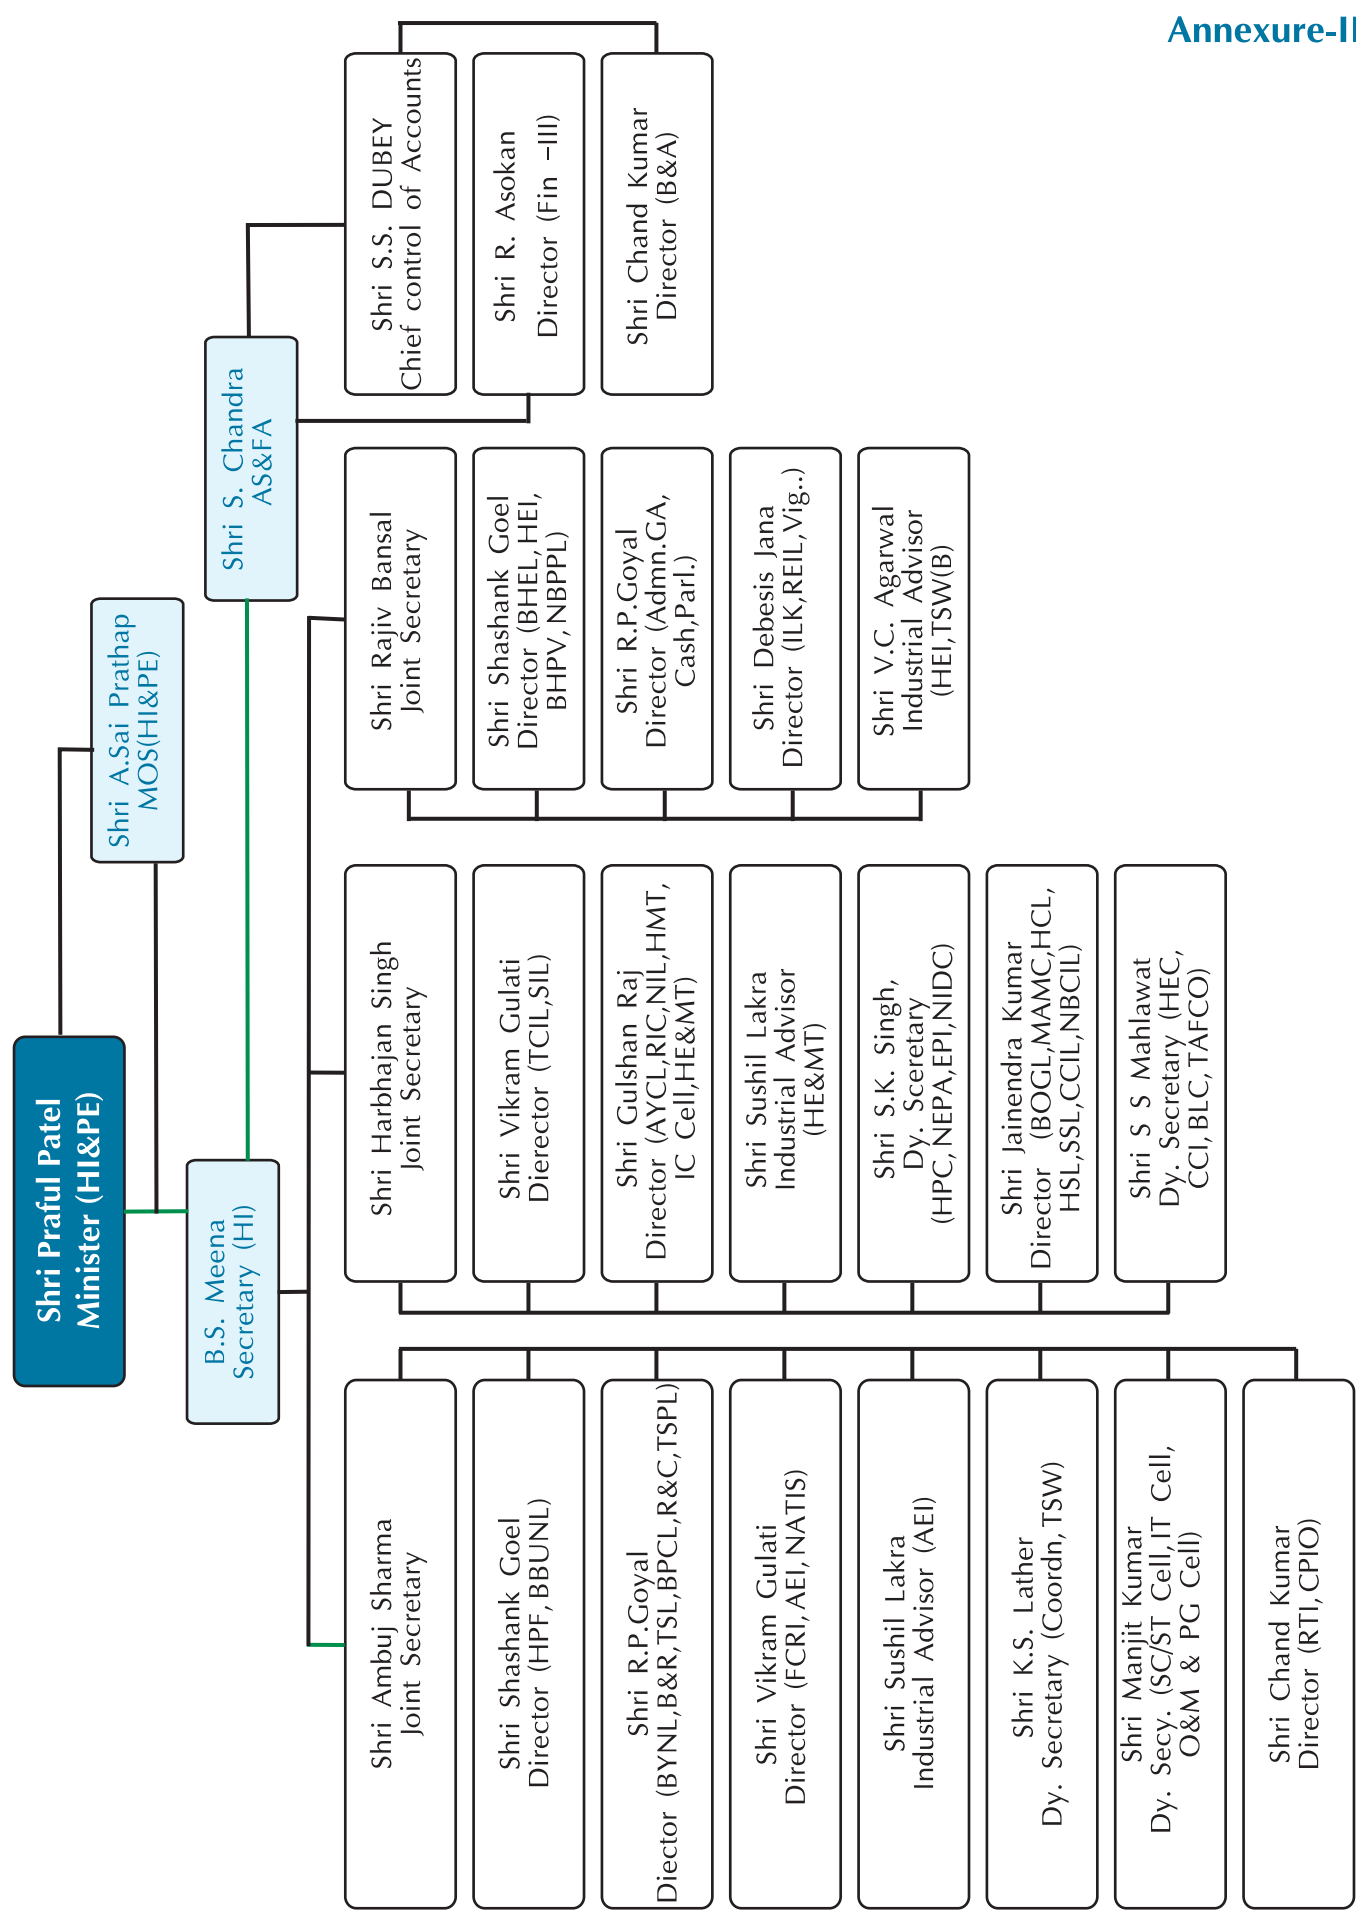 Annexure-II
Shri Praful Patel
Minister (HI&PE)
Shri A.Sai Prathap
MOS(HI&PE)
B.S. Meena
Secretary (HI)
Shri S. Chandra
AS&FA
Shri Ambuj Sharma
Joint Secretary
Shri Shashank Goel
Director (HPF,BBUNL)
Shri R.P.Goyal
Diector (BYNL,B&R,TSL,BPCL,R&C,TSPL)
Shri Vikram Gulati
Director (FCRI,AEI,NATIS)
Shri Sushil Lakra
Industrial Advisor (AEI)
Shri K.S. Lather
Dy. Secretary (Coordn,TSW)
Shri Manjit Kumar
Dy. Secy. (SC/ST Cell,IT Cell,
O&M & PG Cell)
Shri Chand Kumar
Director (RTI,CPIO)
Shri Harbhajan Singh
Joint Secretary
Shri Vikram Gulati
Dierector (TCIL,SIL)
Shri Gulshan Raj
Director (AYCL,RIC,NIL,HMT,
IC Cell,HE&MT)
Shri Sushil Lakra
Industrial Advisor
(HE&MT)
Shri S.K. Singh,
Dy. Sceretary
(HPC,NEPA,EPI,NIDC)
Shri Jainendra Kumar
Director (BOGL,MAMC,HCL,
HSL,SSL,CCIL,NBCIL)
Shri S S Mahlawat
Dy. Secretary (HEC,
CCI,BLC,TAFCO)
Shri Rajiv Bansal
Joint Secretary
Shri Shashank Goel
Director (BHEL,HEI,
BHPV,NBPPL)
Shri R.P.Goyal
Director (Admn.GA,
Cash,Parl.)
Shri Debesis Jana
Director (ILK,REIL,Vig..)
Shri V.C. Agarwal
Industrial Advisor
(HEI,TSW(B)
Shri S.S. DUBEY
Chief control of Accounts
Shri R. Asokan
Director (Fin –III)
Shri Chand Kumar
Director (B&A)